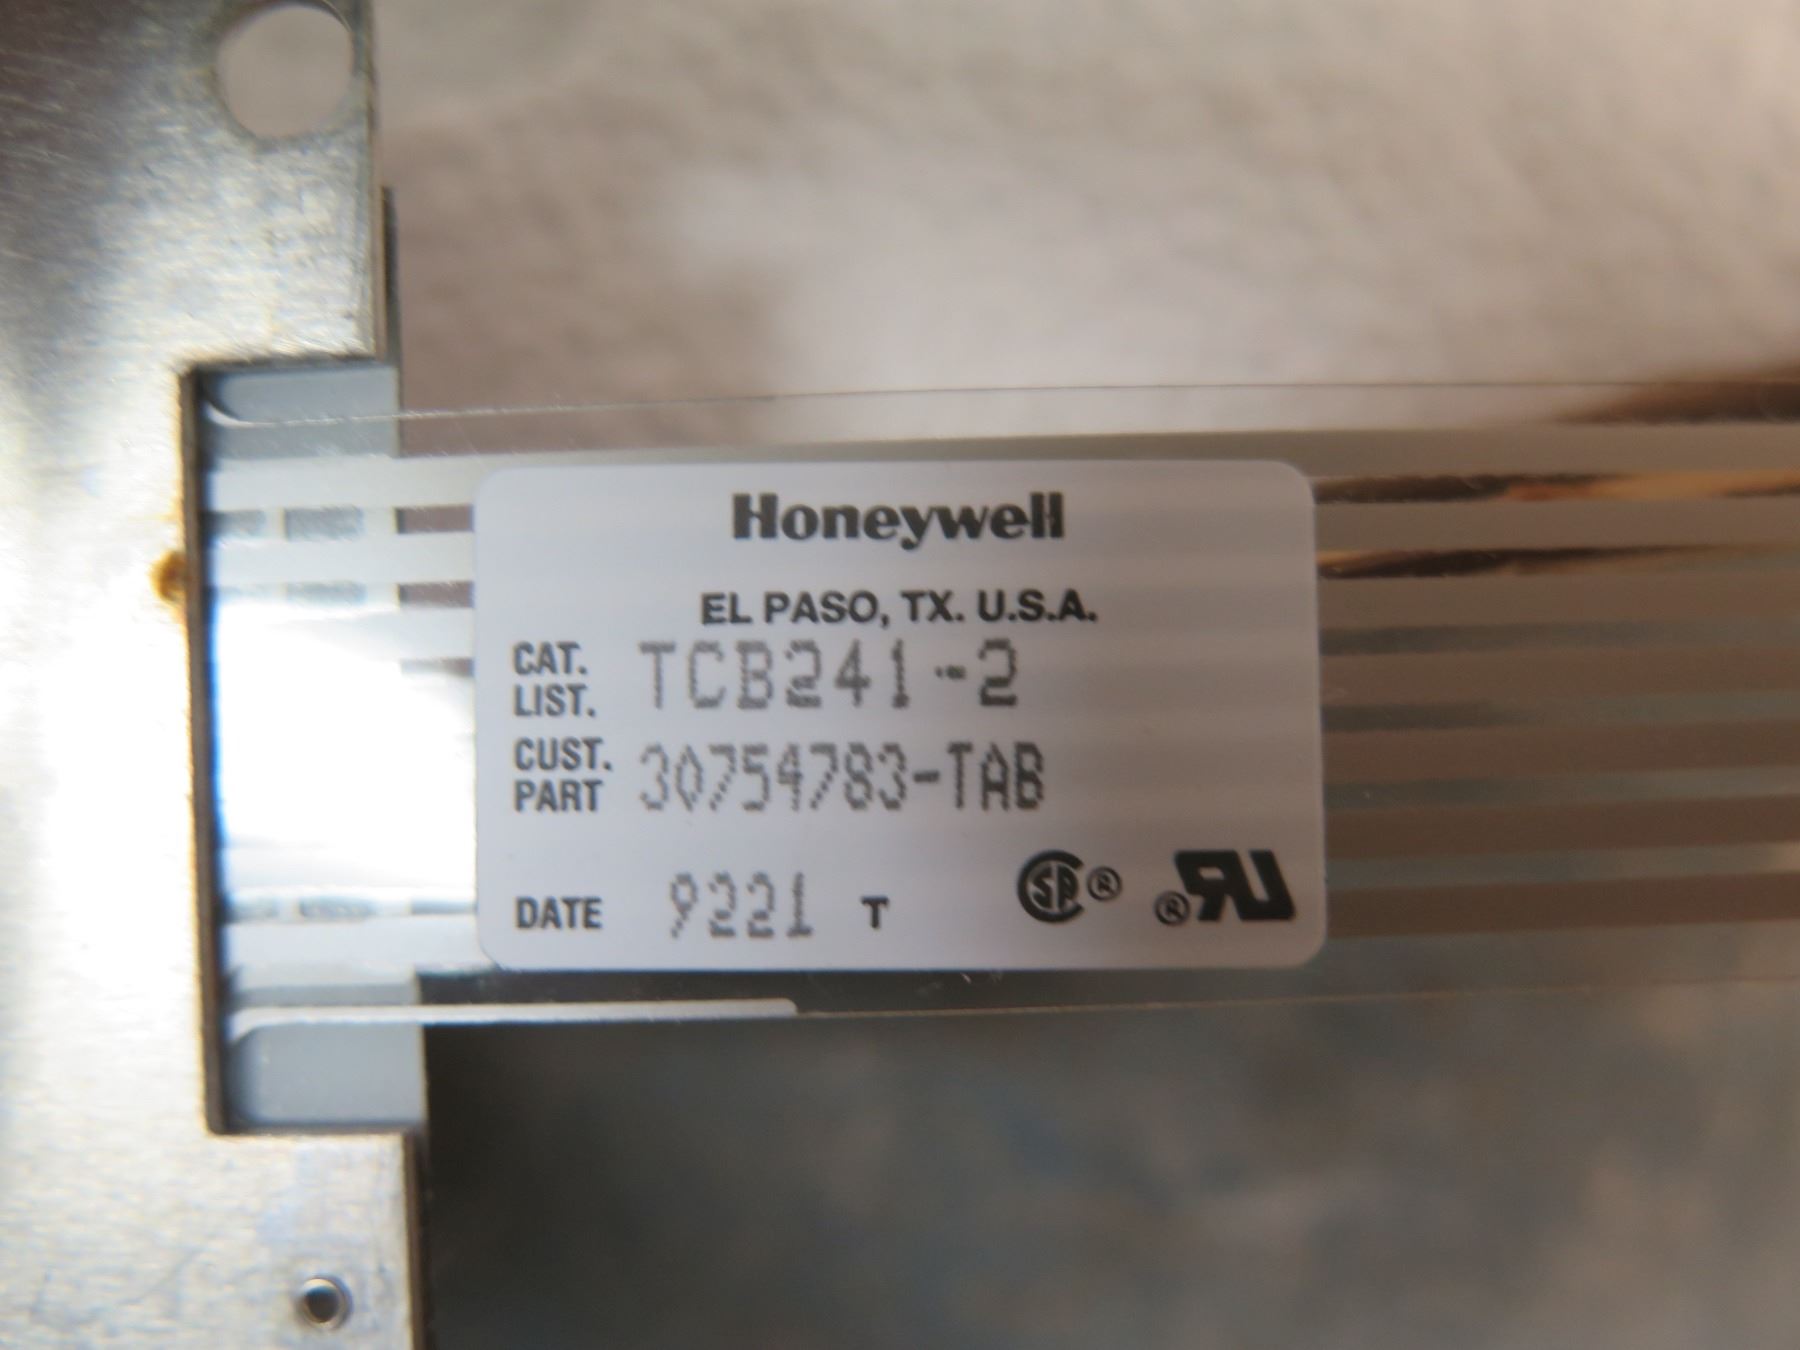 Honeywell
EL PASO, TX. U.S.A.
CAT. LIST. TCB241-2
CUST. PART 30754783-TAB
DATE 9221 T